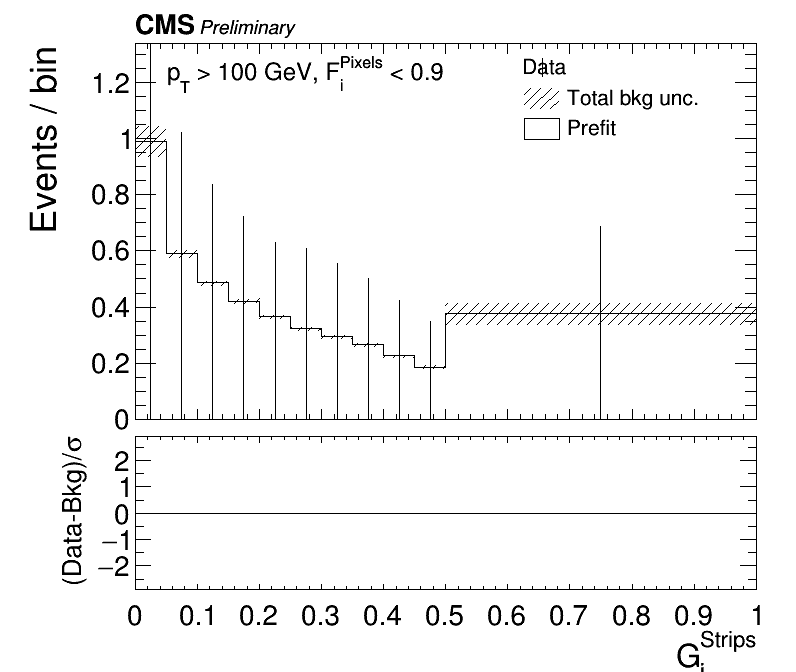 CMS Preliminary
Events / bin
p_T > 100 GeV, F_i^Pixels < 0.9
Data
Total bkg unc.
Prefit
1.2
1
0.8
0.6
0.4
0.2
0
(Data-Bkg)/σ
2
1
0
−1
−2
0 0.1 0.2 0.3 0.4 0.5 0.6 0.7 0.8 0.9 1
G_i^Strips